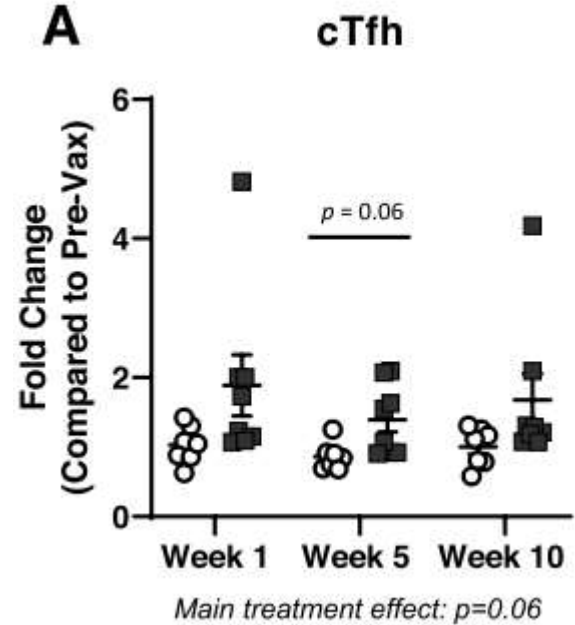 A
cTfh
Fold Change
(Compared to Pre-Vax)
6
4
2
0
p = 0.06
Week 1
Week 5
Week 10
Main treatment effect: p=0.06